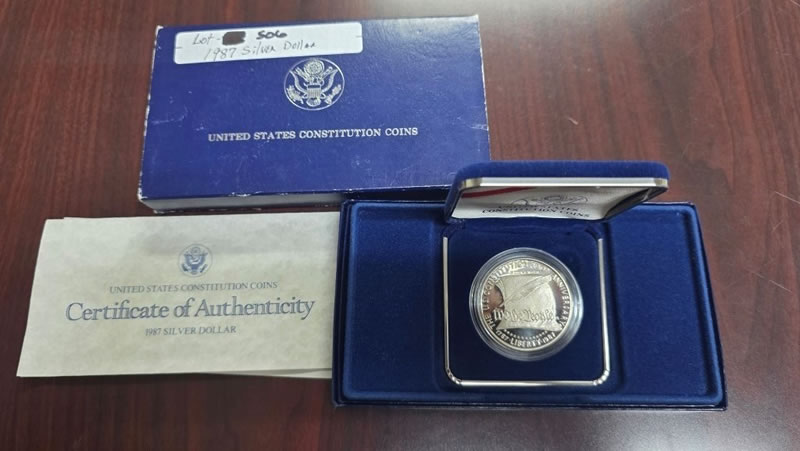 Lot - 506
1987 Silver Dollar
UNITED STATES CONSTITUTION COINS
CONSTITUTION COINS
UNITED STATES CONSTITUTION COINS
Certificate of Authenticity
1987 SILVER DOLLAR
We the People
LIBERTY